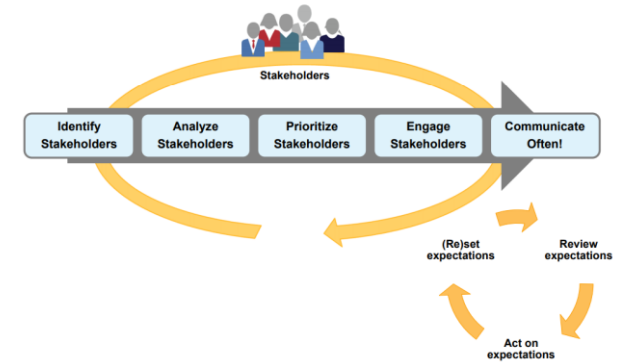 Stakeholders
Identify
Stakeholders
Analyze
Stakeholders
Prioritize
Stakeholders
Engage
Stakeholders
Communicate
Often!
(Re)set
expectations
Review
expectations
Act on
expectations